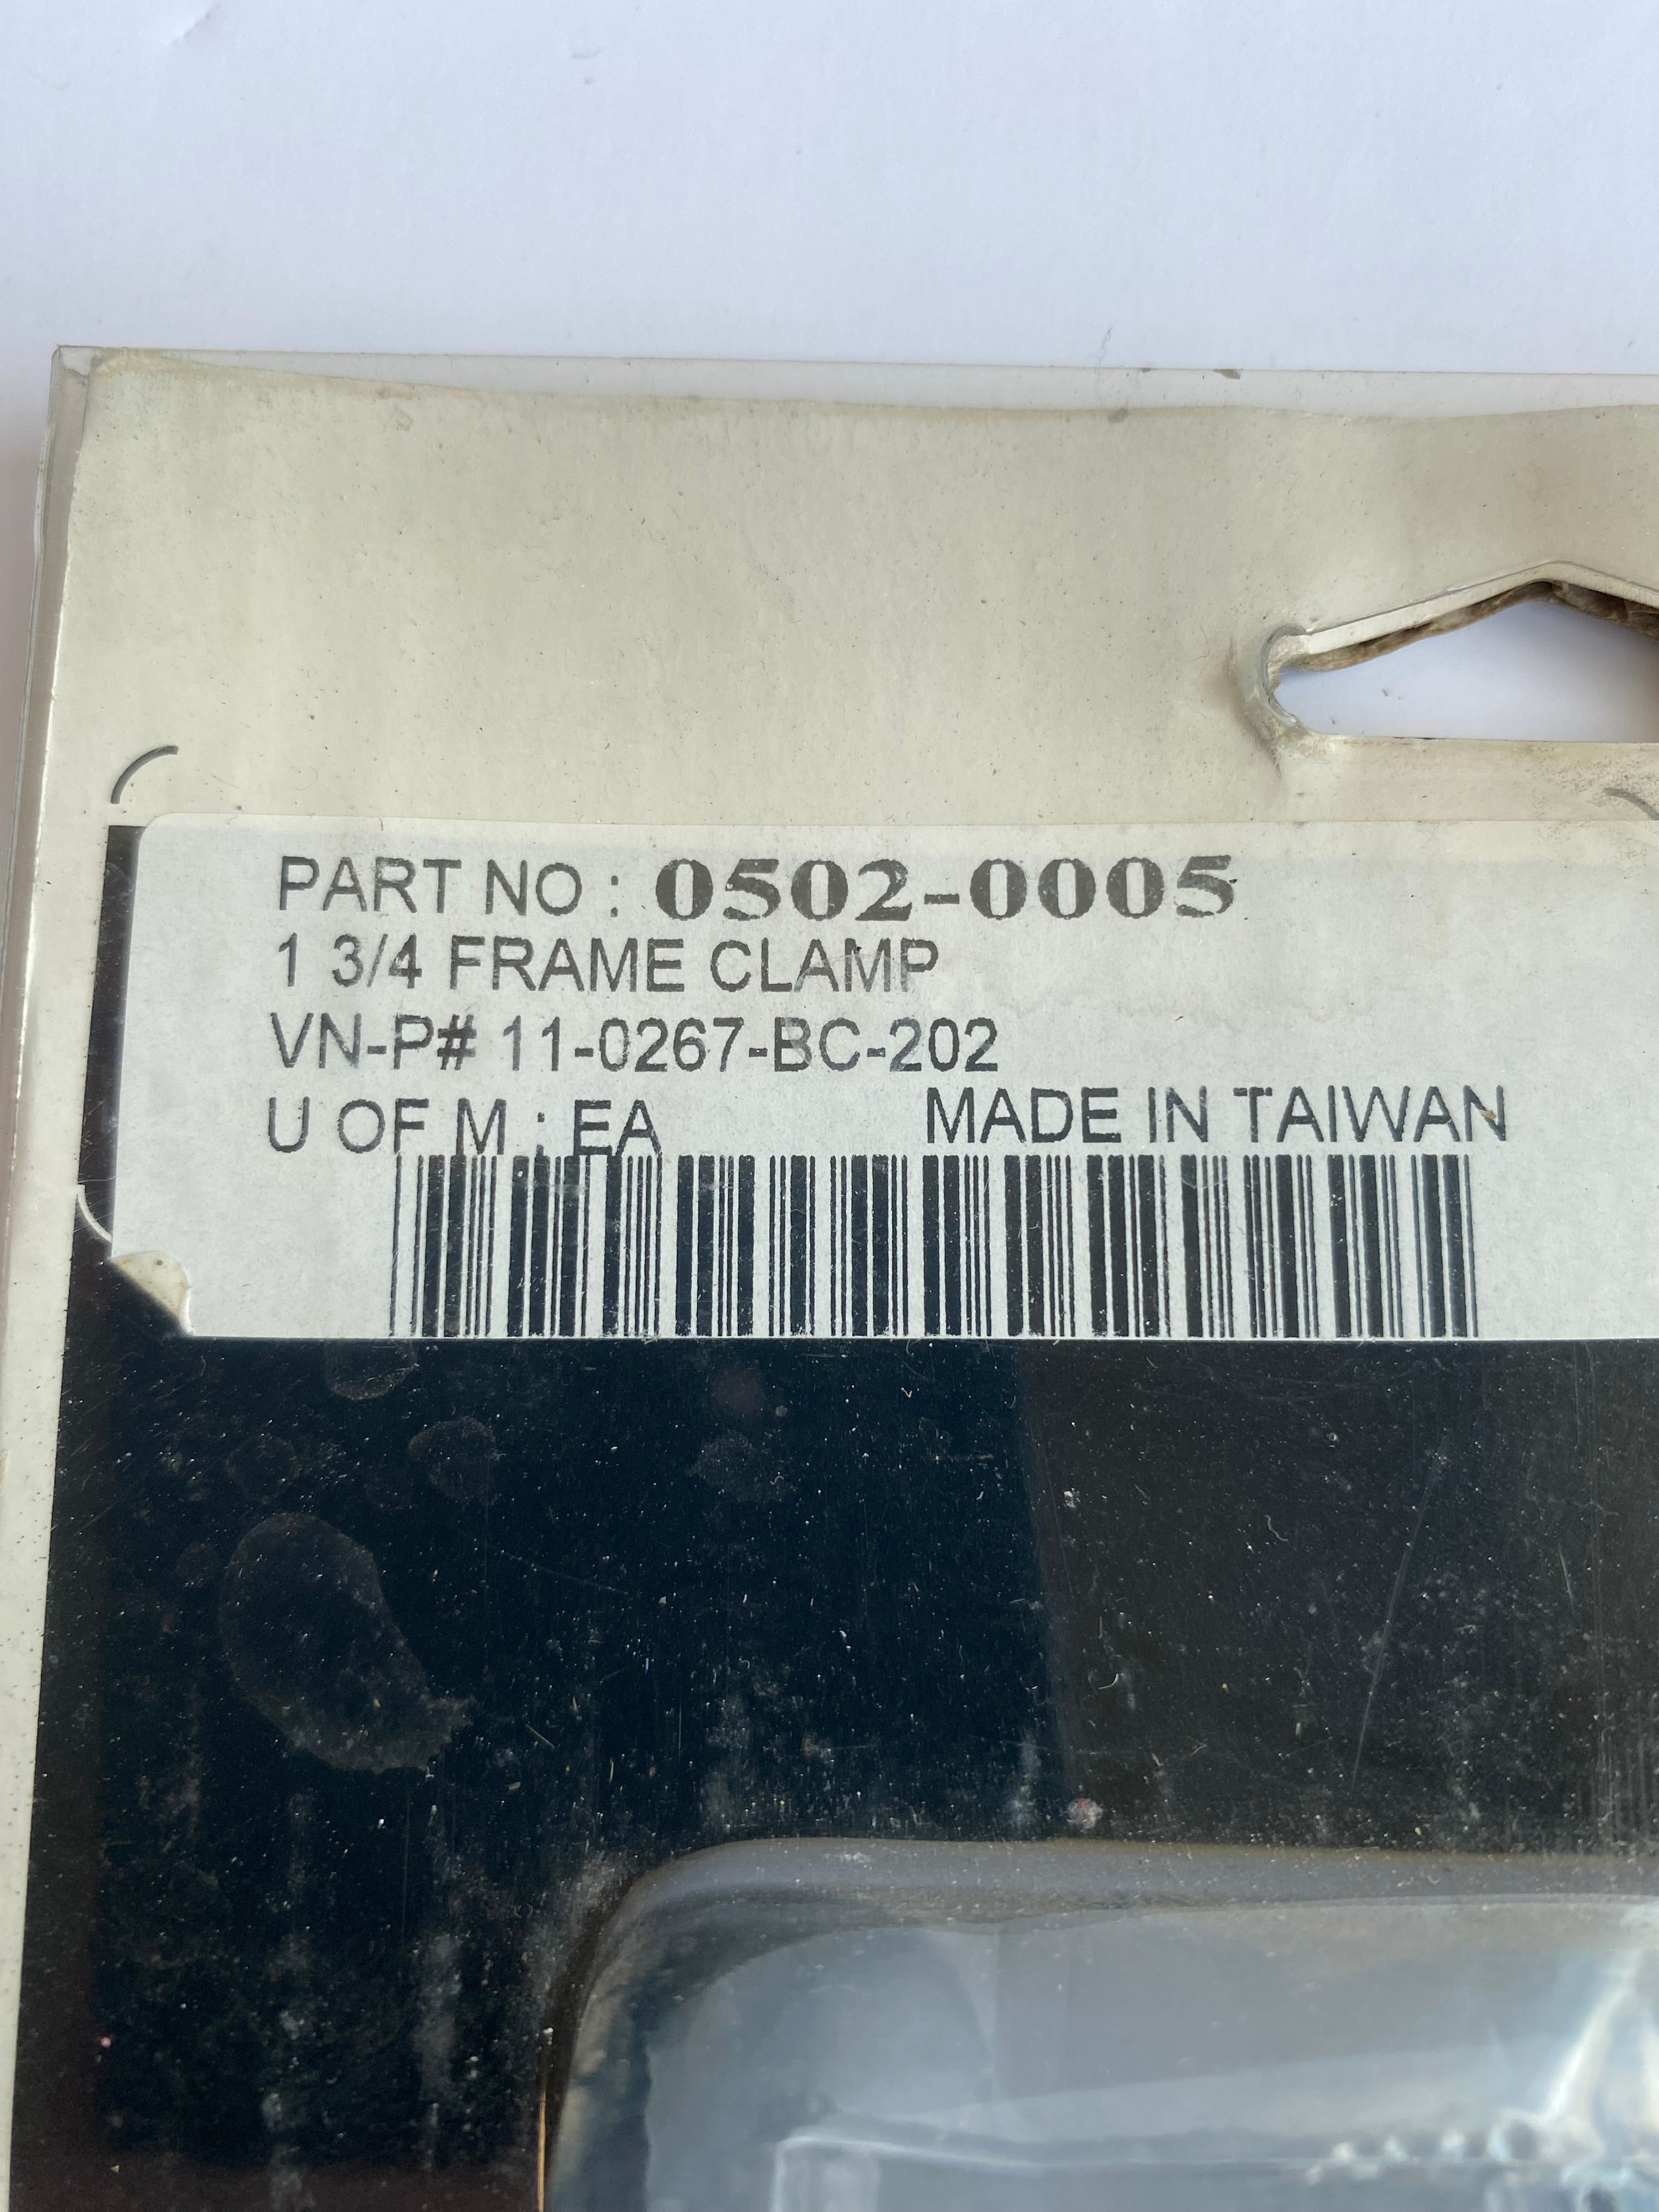 PART NO : 0502-0005
1 3/4 FRAME CLAMP
VN-P# 11-0267-BC-202
U OF M : EA MADE IN TAIWAN